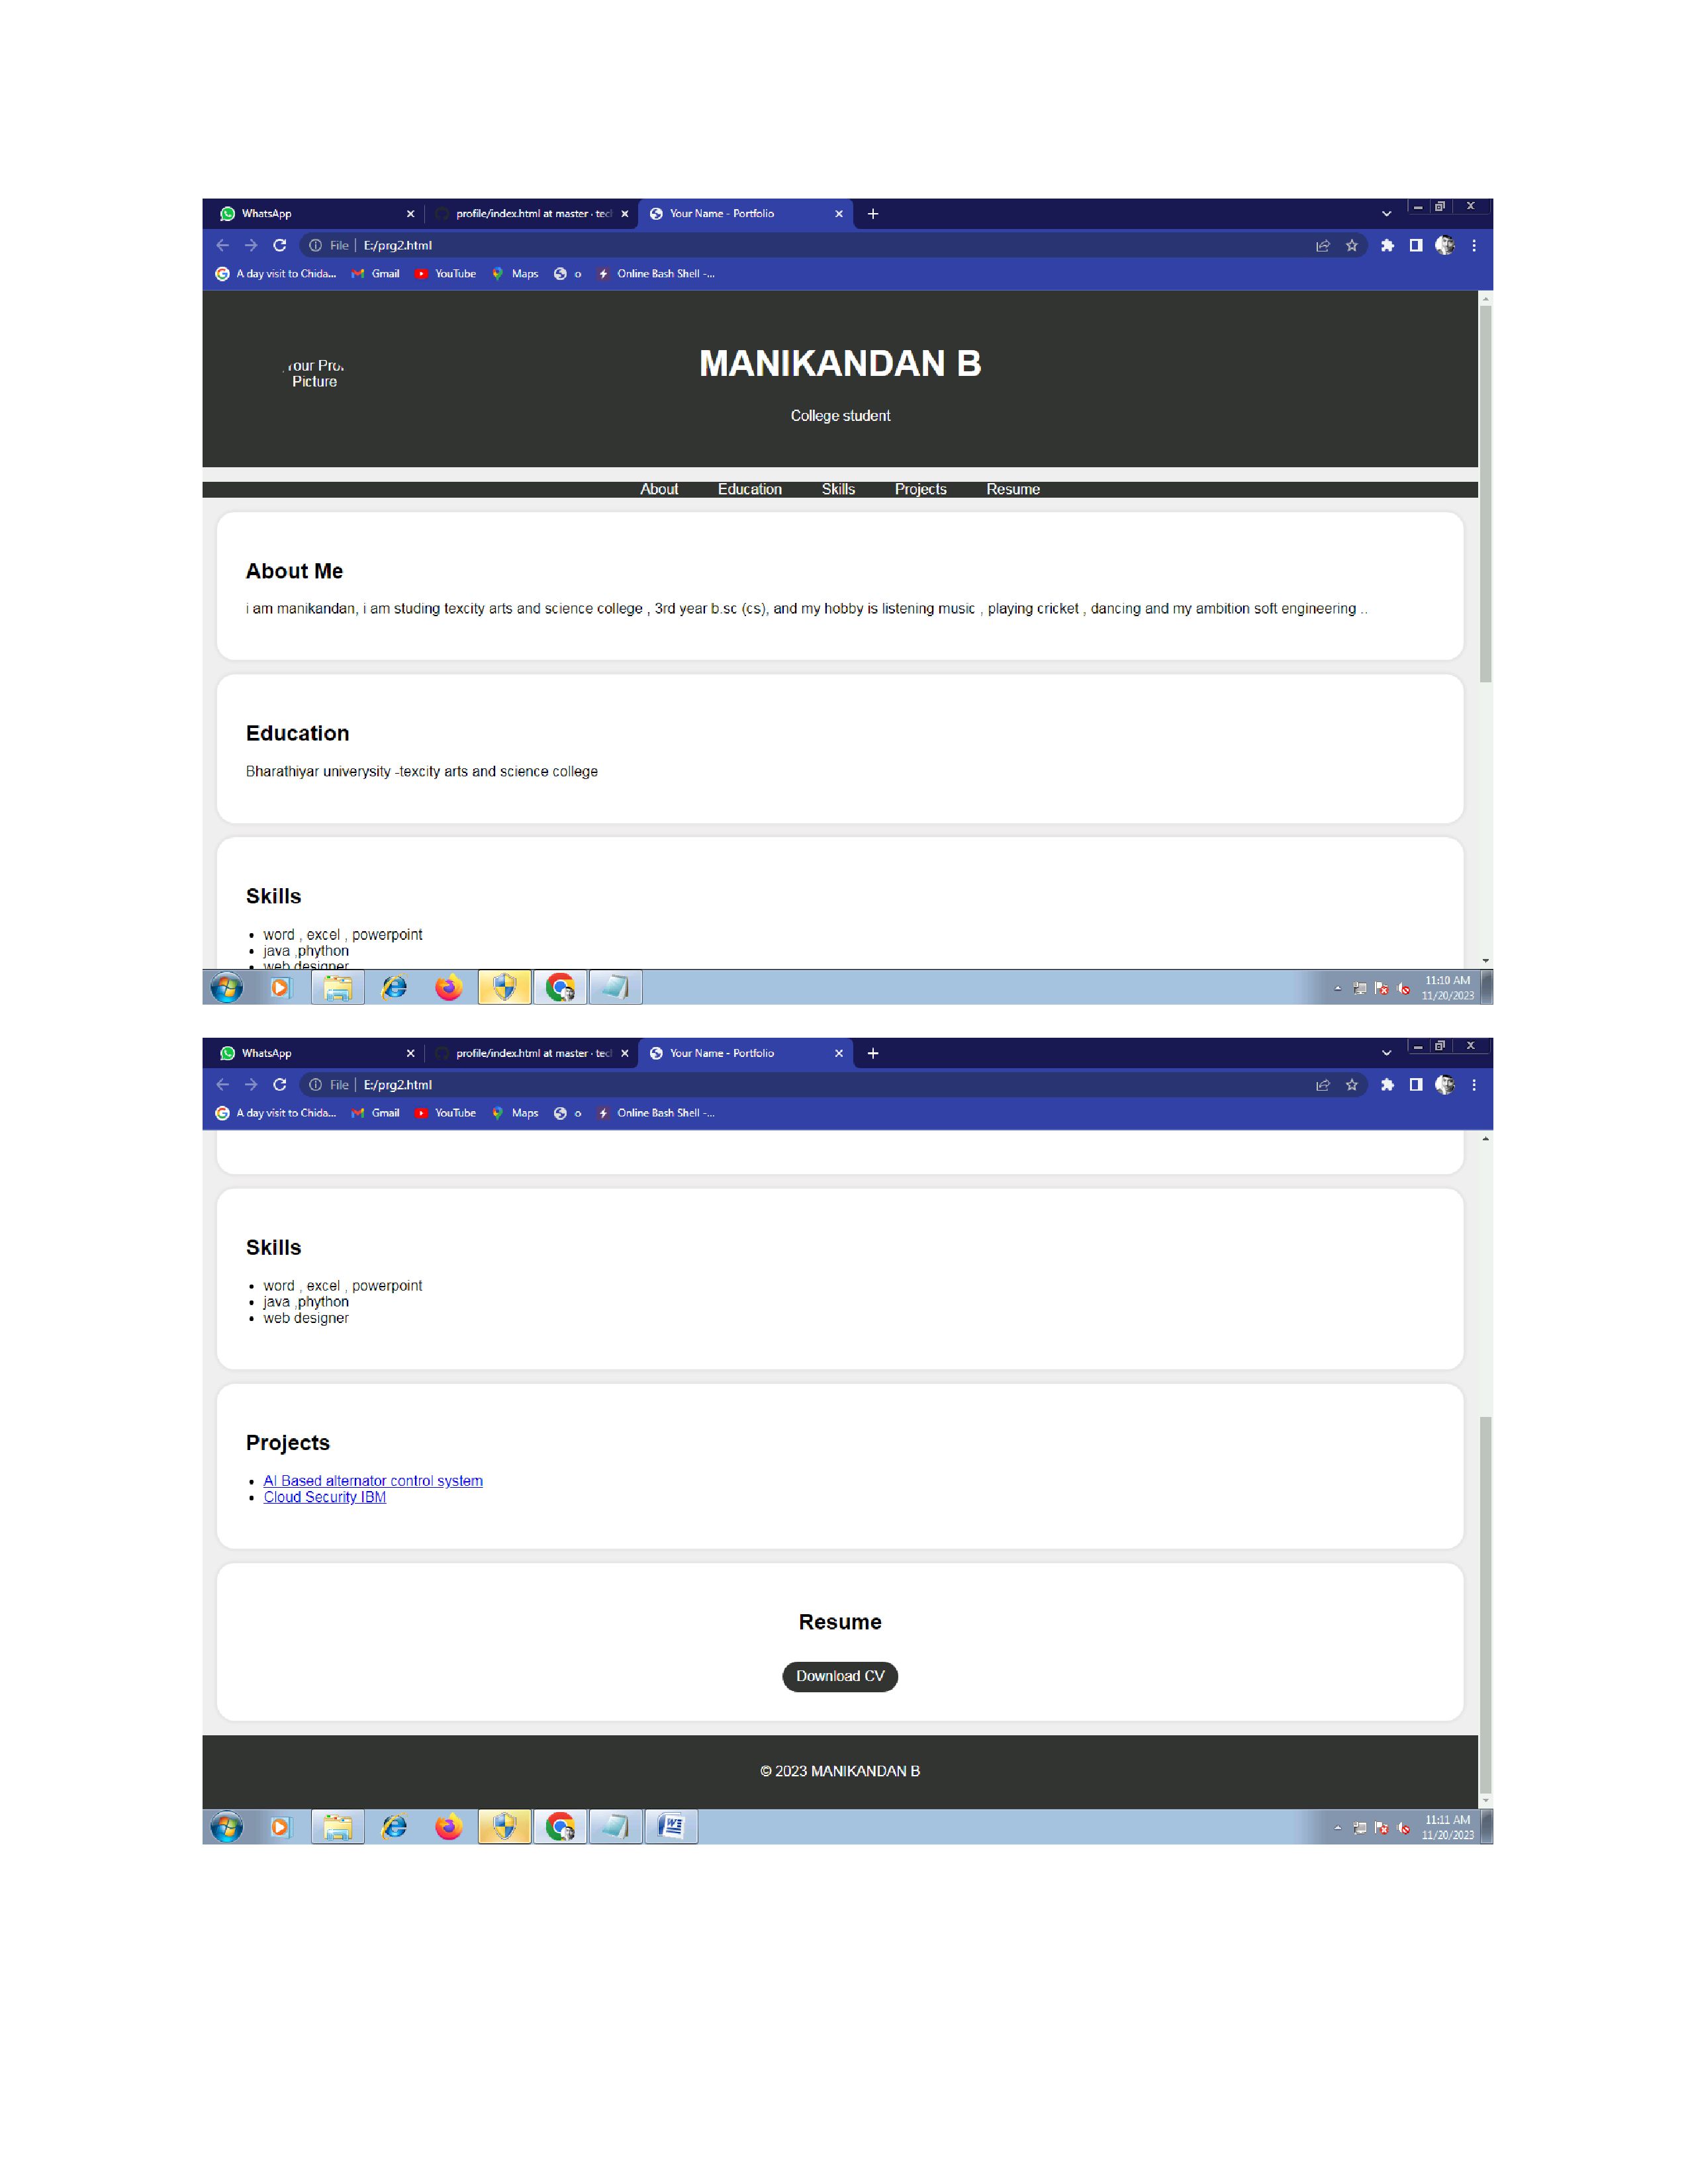 WhatsApp
profile/index.html at master · tec
Your Name - Portfolio
File
E:/prg2.html
A day visit to Chida...
Gmail
YouTube
Maps
o
Online Bash Shell -...
our Pro
Picture
MANIKANDAN B
College student
About
Education
Skills
Projects
Resume
About Me
i am manikandan, i am studing texcity arts and science college , 3rd year b.sc (cs), and my hobby is listening music , playing cricket , dancing and my ambition soft engineering ..
Education
Bharathiyar univerysity -texcity arts and science college
Skills
word , excel , powerpoint
java ,phython
web designer
11:10 AM
11/20/2023
WhatsApp
profile/index.html at master · tec
Your Name - Portfolio
File
E:/prg2.html
A day visit to Chida...
Gmail
YouTube
Maps
o
Online Bash Shell -...
Skills
word , excel , powerpoint
java ,phython
web designer
Projects
AI Based alternator control system
Cloud Security IBM
Resume
Download CV
© 2023 MANIKANDAN B
11:11 AM
11/20/2023